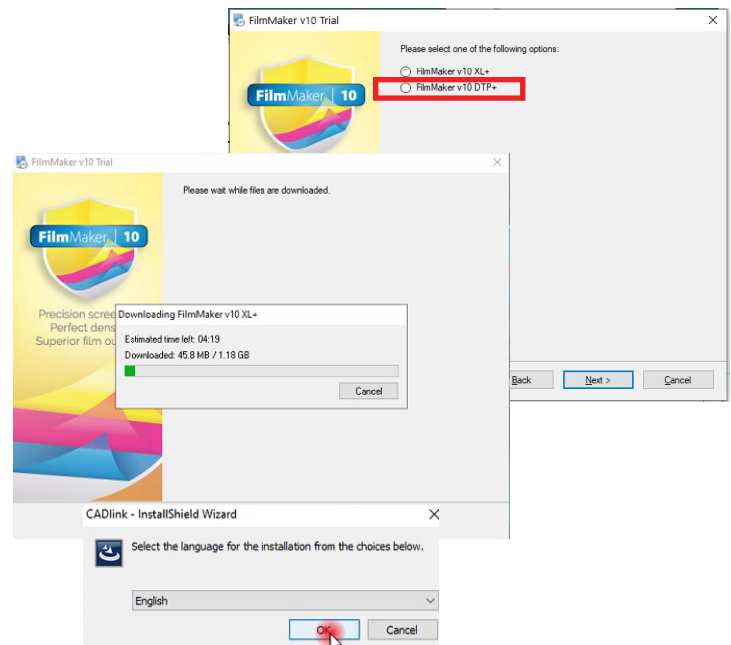 FilmMaker v10 Trial
Please select one of the following options:
FilmMaker v10 XL+
FilmMaker v10 DTP+
FilmMaker | 10
FilmMaker v10 Trial
Please wait while files are downloaded.
FilmMaker | 10
Precision scree
Perfect dens
Superior film ou
Downloading FilmMaker v10 XL+
Estimated time left: 04:19
Downloaded: 45.8 MB / 1.18 GB
Cancel
Back
Next >
Cancel
CADlink - InstallShield Wizard
Select the language for the installation from the choices below.
English
OK
Cancel